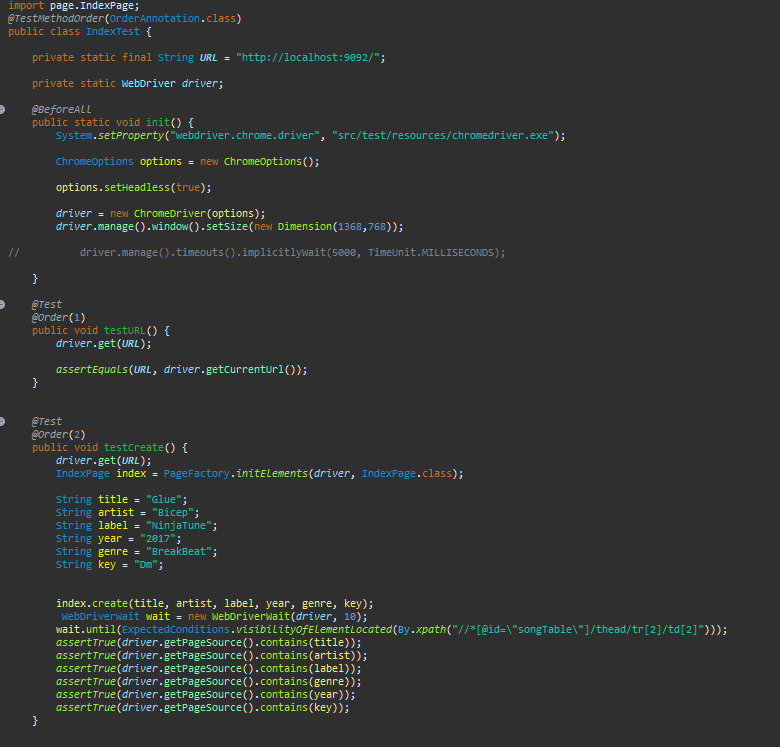 import page.IndexPage;
@TestMethodOrder(OrderAnnotation.class)
public class IndexTest {
private static final String URL = "http://localhost:9092/";
private static WebDriver driver;
@BeforeAll
public static void init() {
System.setProperty("webdriver.chrome.driver", "src/test/resources/chromedriver.exe");
ChromeOptions options = new ChromeOptions();
options.setHeadless(true);
driver = new ChromeDriver(options);
driver.manage().window().setSize(new Dimension(1368,768));
// driver.manage().timeouts().implicitlyWait(5000, TimeUnit.MILLISECONDS);
}
@Test
@Order(1)
public void testURL() {
driver.get(URL);
assertEquals(URL, driver.getCurrentUrl());
}
@Test
@Order(2)
public void testCreate() {
driver.get(URL);
IndexPage index = PageFactory.initElements(driver, IndexPage.class);
String title = "Glue";
String artist = "Bicep";
String label = "NinjaTune";
String year = "2017";
String genre = "BreakBeat";
String key = "Dm";
index.create(title, artist, label, year, genre, key);
WebDriverWait wait = new WebDriverWait(driver, 10);
wait.until(ExpectedConditions.visibilityOfElementLocated(By.xpath("//*[@id=\"songTable\"]/thead/tr[2]/td[2]")));
assertTrue(driver.getPageSource().contains(title));
assertTrue(driver.getPageSource().contains(artist));
assertTrue(driver.getPageSource().contains(label));
assertTrue(driver.getPageSource().contains(genre));
assertTrue(driver.getPageSource().contains(year));
assertTrue(driver.getPageSource().contains(key));
}